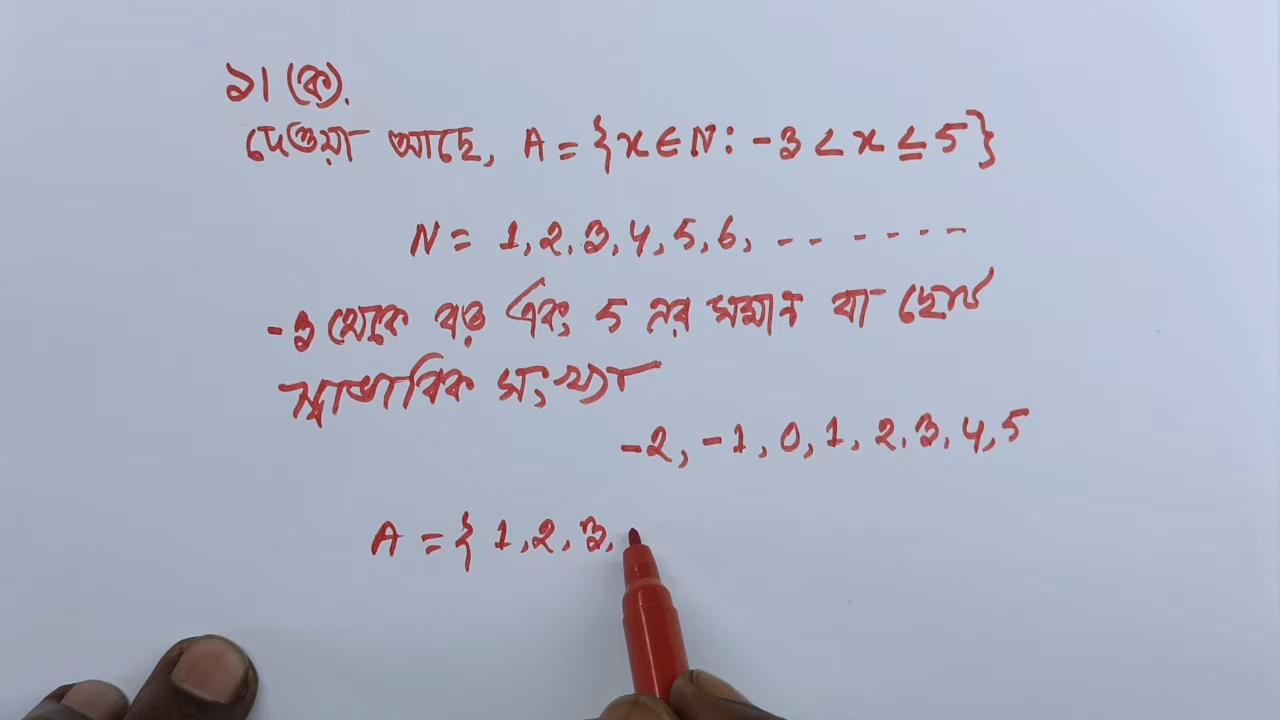 ১। (ক).
দেওয়া আছে, A = {x ∈ N : -3 < x ≤ 5}
N = 1, 2, 3, 4, 5, 6, - - - - - - -
-3 থেকে বড় এবং 5 এর সমান বা ছোট
স্বাভাবিক সংখ্যা
-2, -1, 0, 1, 2, 3, 4, 5
A = { 1, 2, 3,